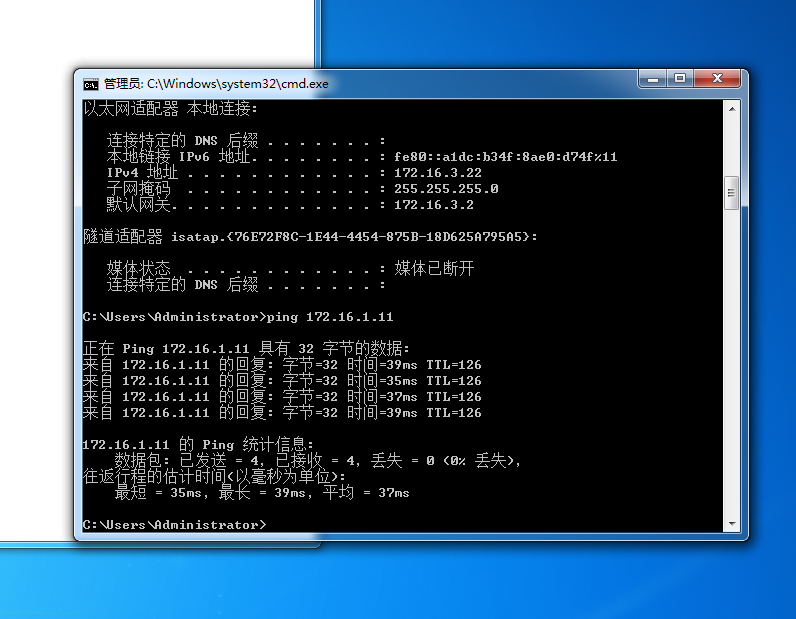 管理员: C:\Windows\system32\cmd.exe
以太网适配器 本地连接:
连接特定的 DNS 后缀 . . . . . . . :
本地链接 IPv6 地址. . . . . . . . : fe80::a1dc:b34f:8ae0:d74f%11
IPv4 地址 . . . . . . . . . . . . : 172.16.3.22
子网掩码  . . . . . . . . . . . . : 255.255.255.0
默认网关. . . . . . . . . . . . . : 172.16.3.2
隧道适配器 isatap.{76E72F8C-1E44-4454-875B-18D625A795A5}:
媒体状态  . . . . . . . . . . . . : 媒体已断开
连接特定的 DNS 后缀 . . . . . . . :
C:\Users\Administrator>ping 172.16.1.11
正在 Ping 172.16.1.11 具有 32 字节的数据:
来自 172.16.1.11 的回复: 字节=32 时间=39ms TTL=126
来自 172.16.1.11 的回复: 字节=32 时间=35ms TTL=126
来自 172.16.1.11 的回复: 字节=32 时间=37ms TTL=126
来自 172.16.1.11 的回复: 字节=32 时间=39ms TTL=126
172.16.1.11 的 Ping 统计信息:
数据包: 已发送 = 4，已接收 = 4，丢失 = 0 (0% 丢失)，
往返行程的估计时间(以毫秒为单位):
最短 = 35ms，最长 = 39ms，平均 = 37ms
C:\Users\Administrator>